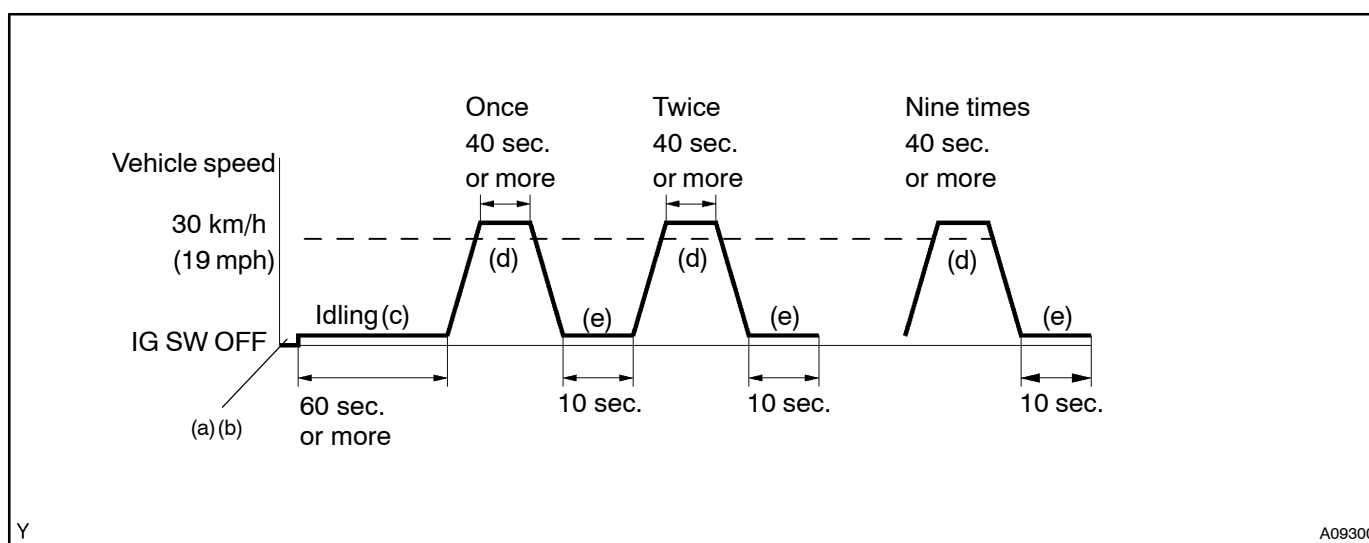 Once
40 sec.
or more
Twice
40 sec.
or more
Nine times
40 sec.
or more
Vehicle speed
30 km/h
(19 mph)
(d)
(d)
(d)
Idling (c)
(e)
(e)
(e)
IG SW OFF
(a) (b)
60 sec.
or more
10 sec.
10 sec.
10 sec.
Y
A09300